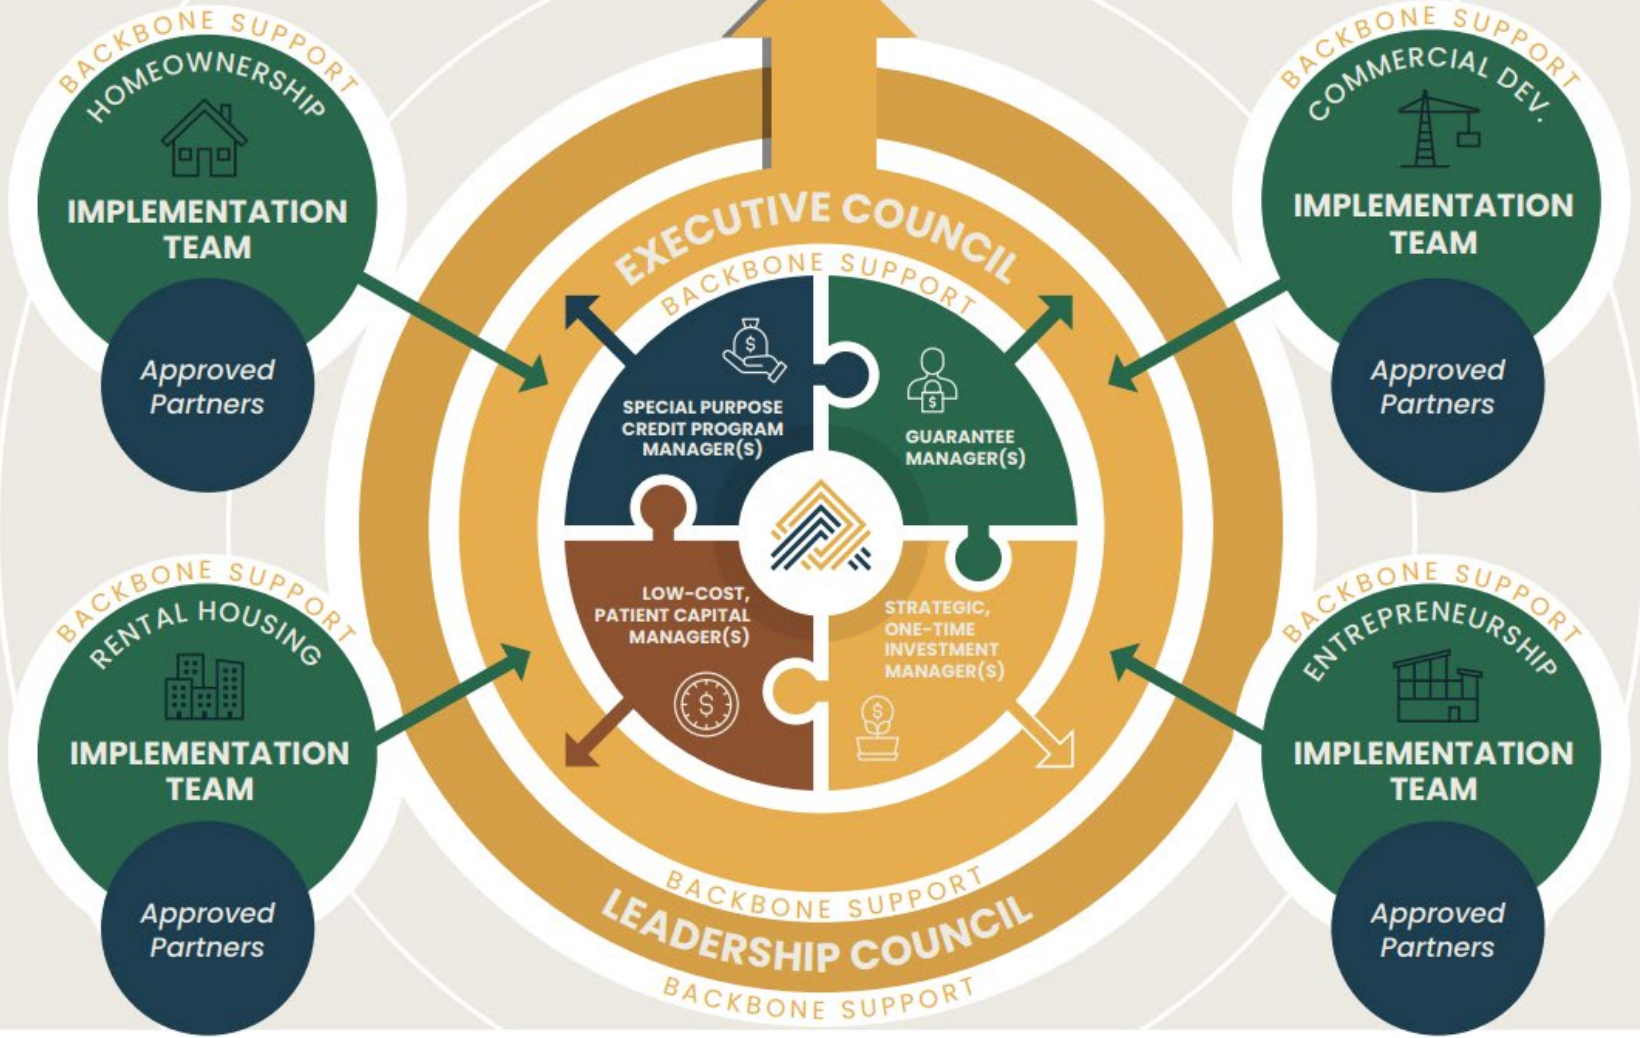 BACKBONE SUPPORT
HOMEOWNERSHIP
IMPLEMENTATION
TEAM
Approved
Partners
BACKBONE SUPPORT
COMMERCIAL DEV.
IMPLEMENTATION
TEAM
Approved
Partners
EXECUTIVE COUNCIL
BACKBONE SUPPORT
SPECIAL PURPOSE
CREDIT PROGRAM
MANAGER(S)
$
GUARANTEE
MANAGER(S)
$
LOW-COST,
PATIENT CAPITAL
MANAGER(S)
$
STRATEGIC,
ONE-TIME
INVESTMENT
MANAGER(S)
$
BACKBONE SUPPORT
LEADERSHIP COUNCIL
BACKBONE SUPPORT
BACKBONE SUPPORT
RENTAL HOUSING
IMPLEMENTATION
TEAM
Approved
Partners
BACKBONE SUPPORT
ENTREPRENEURSHIP
IMPLEMENTATION
TEAM
Approved
Partners